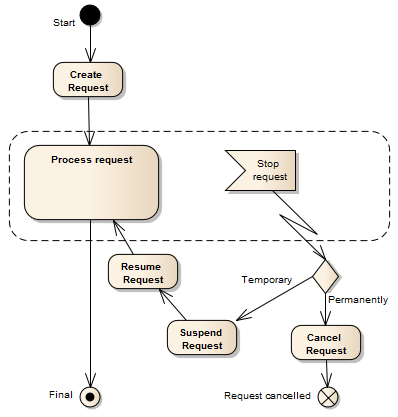 Start
Create
Request
Process request
Stop
request
Resume
Request
Temporary
Permanently
Suspend
Request
Cancel
Request
Final
Request cancelled